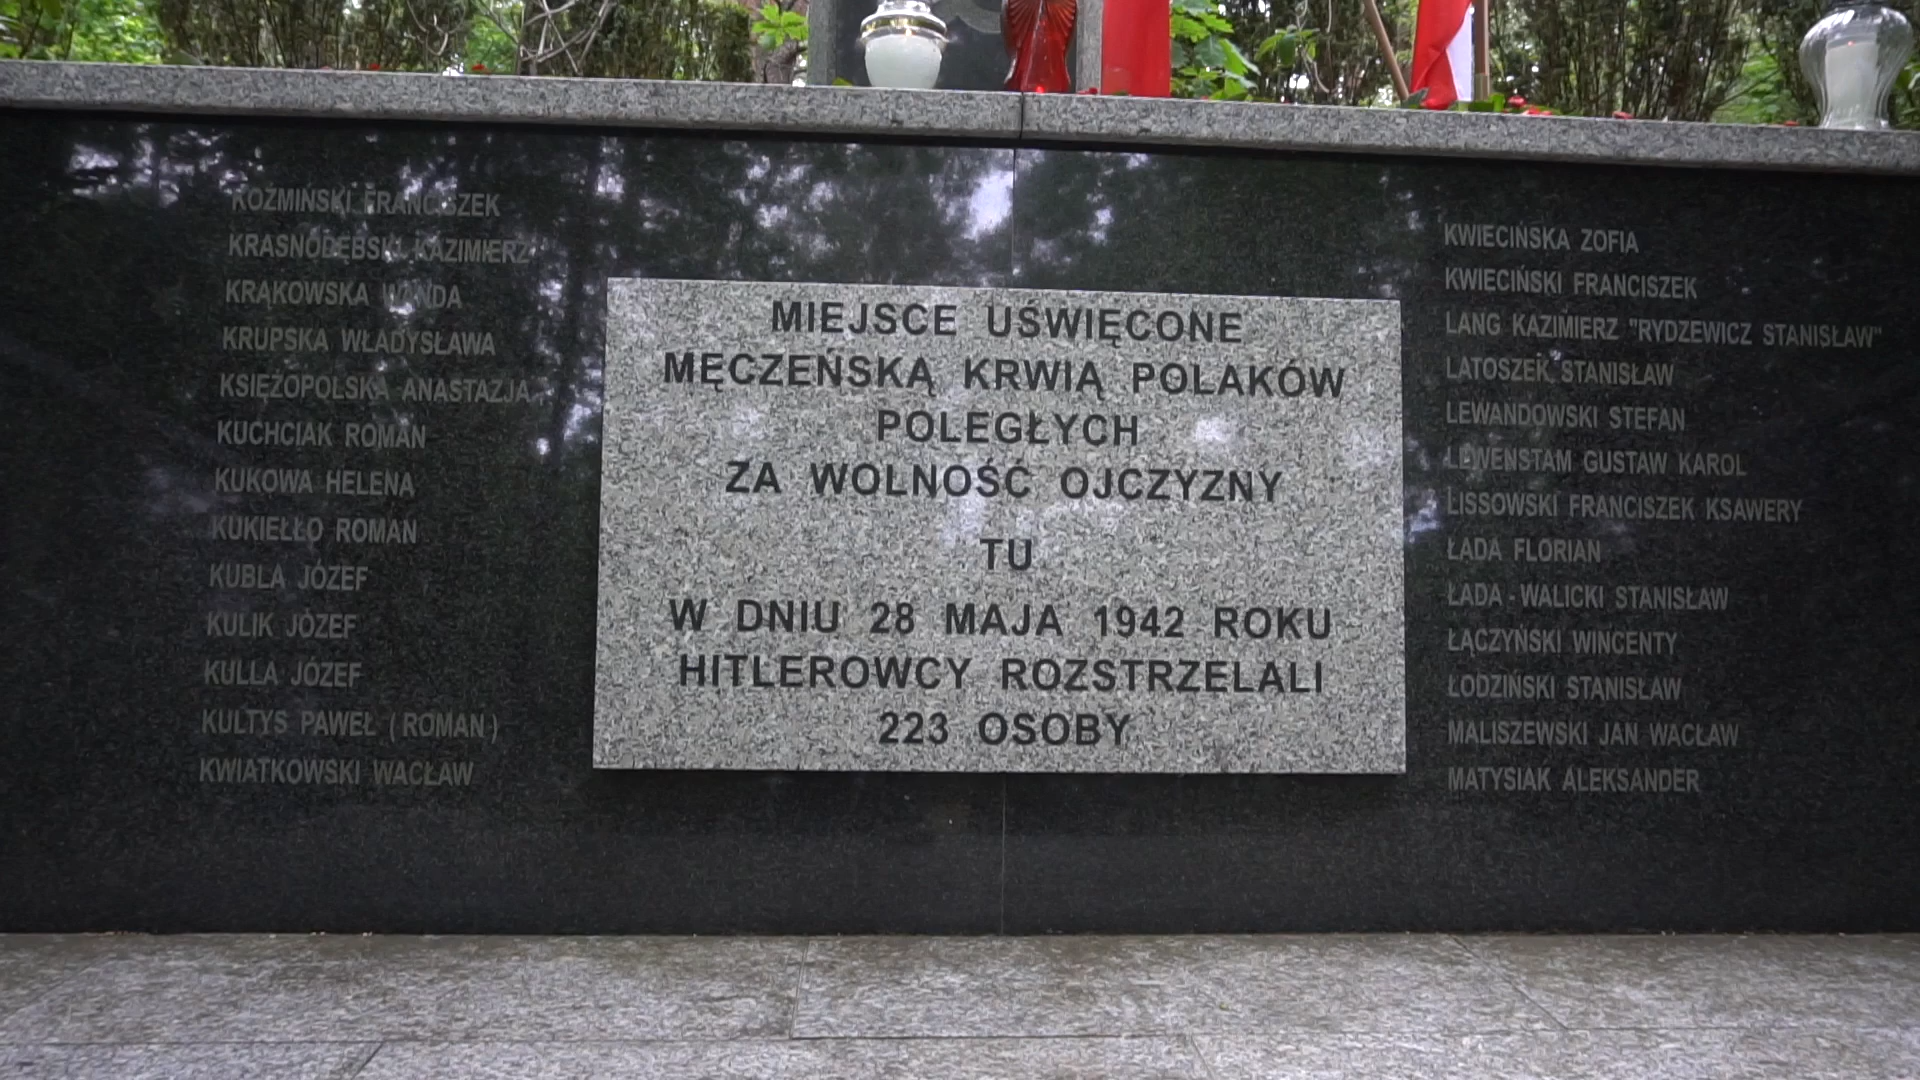 KOŹMIŃSKI FRANCISZEK
KRASNODĘBSKI KAZIMIERZ
KRĄKOWSKA WANDA
KRUPSKA WŁADYSŁAWA
KSIĘŻOPOLSKA ANASTAZJA
KUCHCIAK ROMAN
KUKOWA HELENA
KUKIEŁŁO ROMAN
KUBLA JÓZEF
KULIK JÓZEF
KULLA JÓZEF
KULTYS PAWEŁ (ROMAN)
KWIATKOWSKI WACŁAW
MIEJSCE UŚWIĘCONE
MĘCZEŃSKĄ KRWIĄ POLAKÓW
POLEGŁYCH
ZA WOLNOŚĆ OJCZYZNY
TU
W DNIU 28 MAJA 1942 ROKU
HITLEROWCY ROZSTRZELALI
223 OSOBY
KWIECIŃSKA ZOFIA
KWIECIŃSKI FRANCISZEK
LANG KAZIMIERZ "RYDZEWICZ STANISŁAW"
LATOSZEK STANISŁAW
LEWANDOWSKI STEFAN
LEWENSTAM GUSTAW KAROL
LISSOWSKI FRANCISZEK KSAWERY
ŁADA FLORIAN
ŁADA - WALICKI STANISŁAW
ŁĄCZYŃSKI WINCENTY
ŁODZIŃSKI STANISŁAW
MALISZEWSKI JAN WACŁAW
MATYSIAK ALEKSANDER